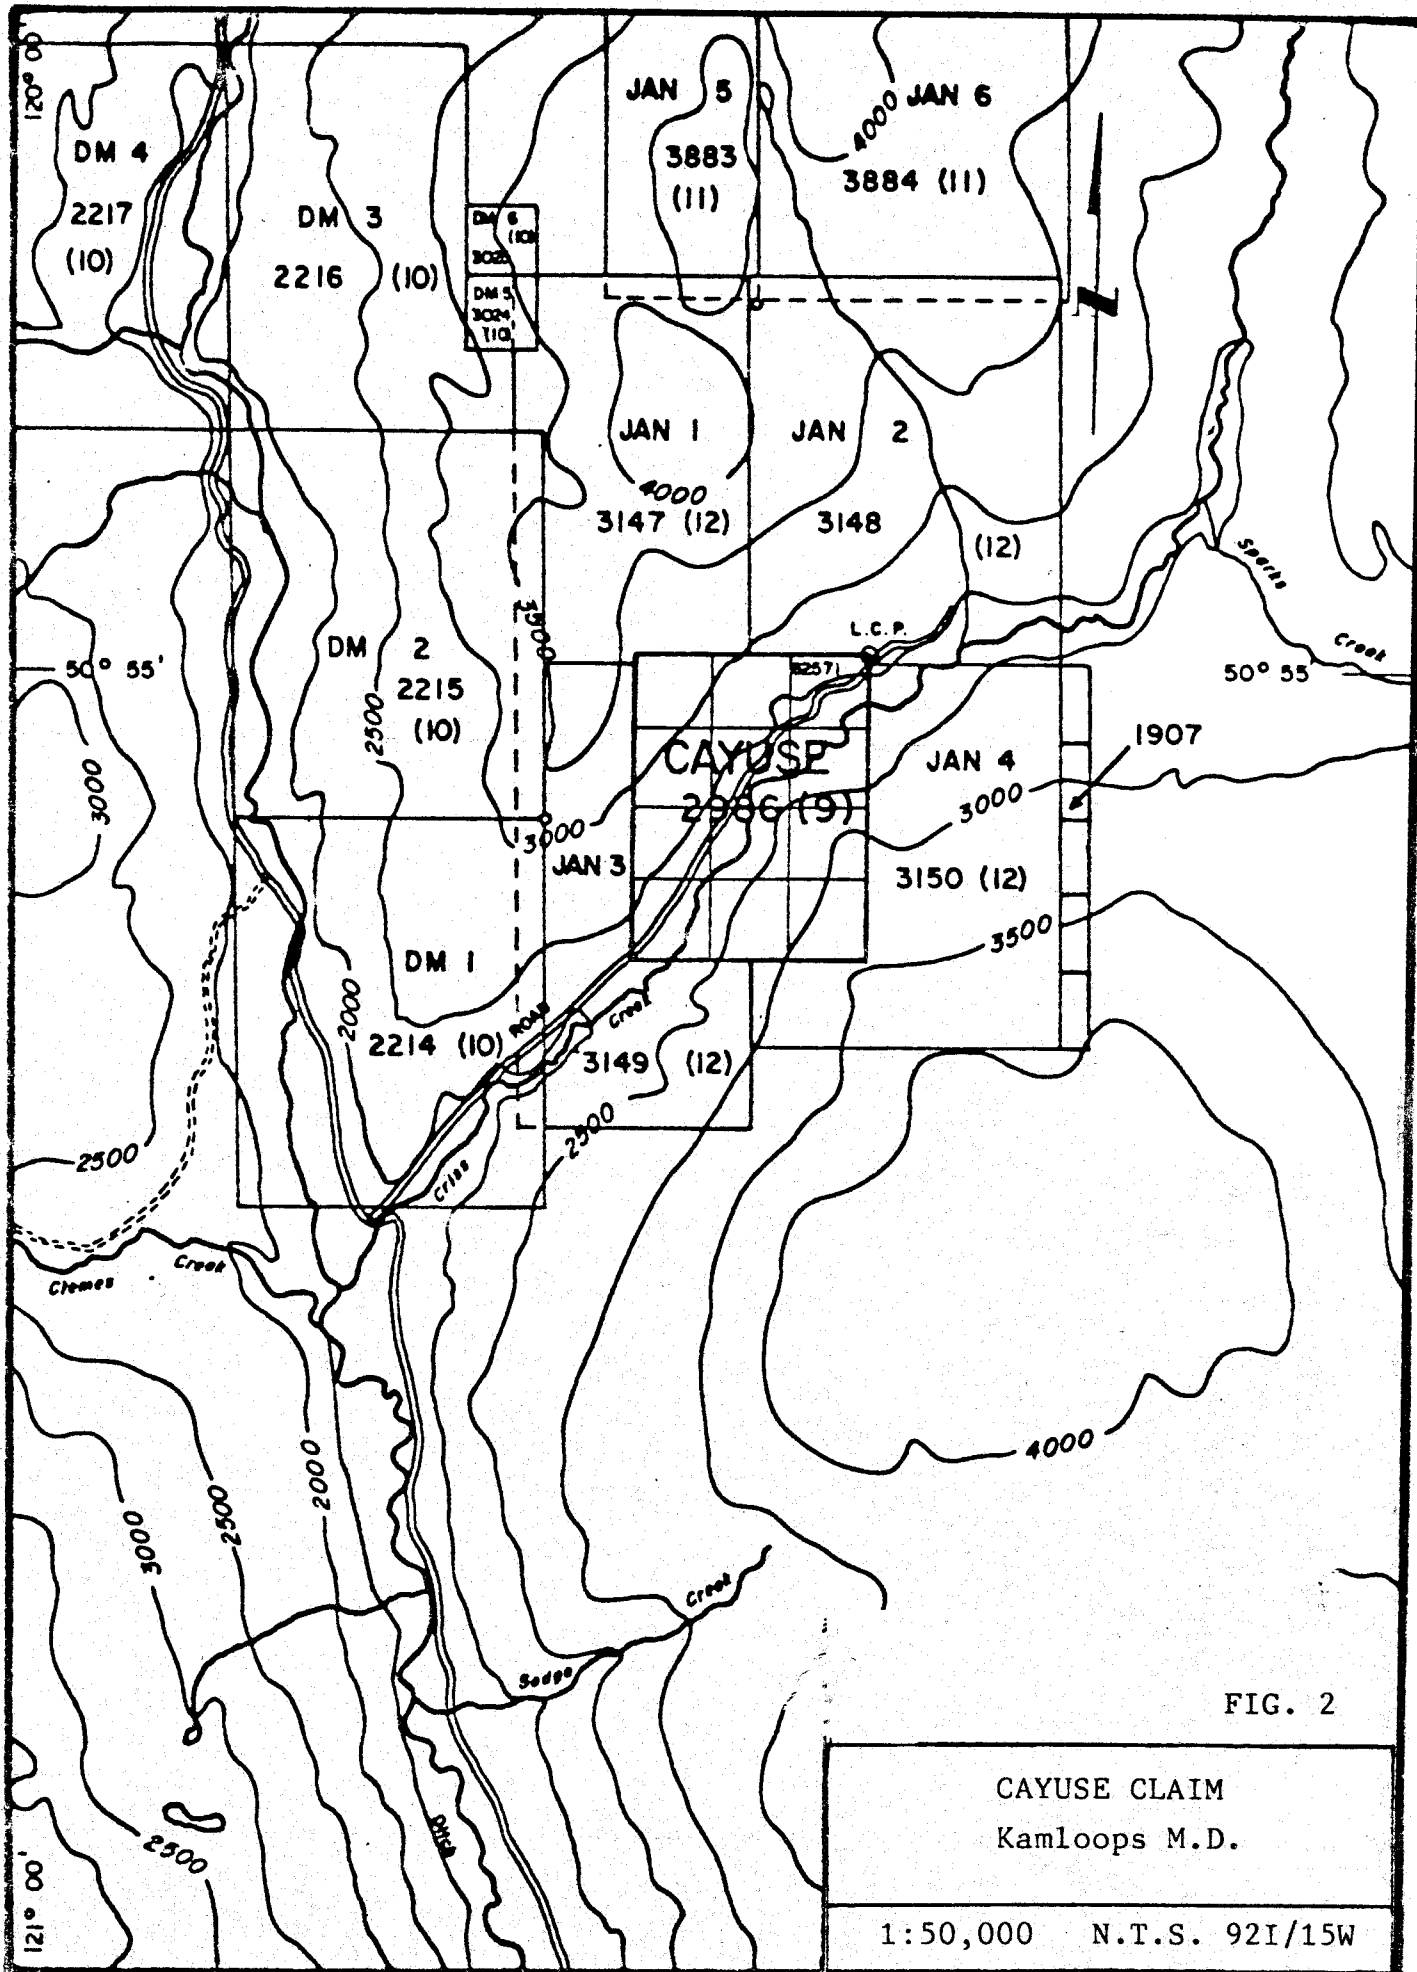 120° 00'
JAN 5
JAN 6
4000
DM 4
3883
(11)
3884 (11)
2217
(10)
DM 3
2216 (10)
DM 6
(10)
DM 5
3024
(10)
N
JAN 1
JAN 2
4000
3147 (12)
3148
(12)
Sparks
Creek
3500
L.C.P.
DM 2
50° 55'
82571
50° 55'
2215
(10)
2500
CAYUSE
2986 (9)
JAN 4
1907
3000
3000
3000
JAN 3
3150 (12)
3500
DM 1
2000
2214 (10)
ROAD
Creek
3149 (12)
2500
2500
Criss
Clemes
Creek
4000
2000
2500
3000
Creek
Sedge
FIG. 2
Ditch
2500
121° 00'
CAYUSE CLAIM
Kamloops M.D.
1:50,000 N.T.S. 92I/15W